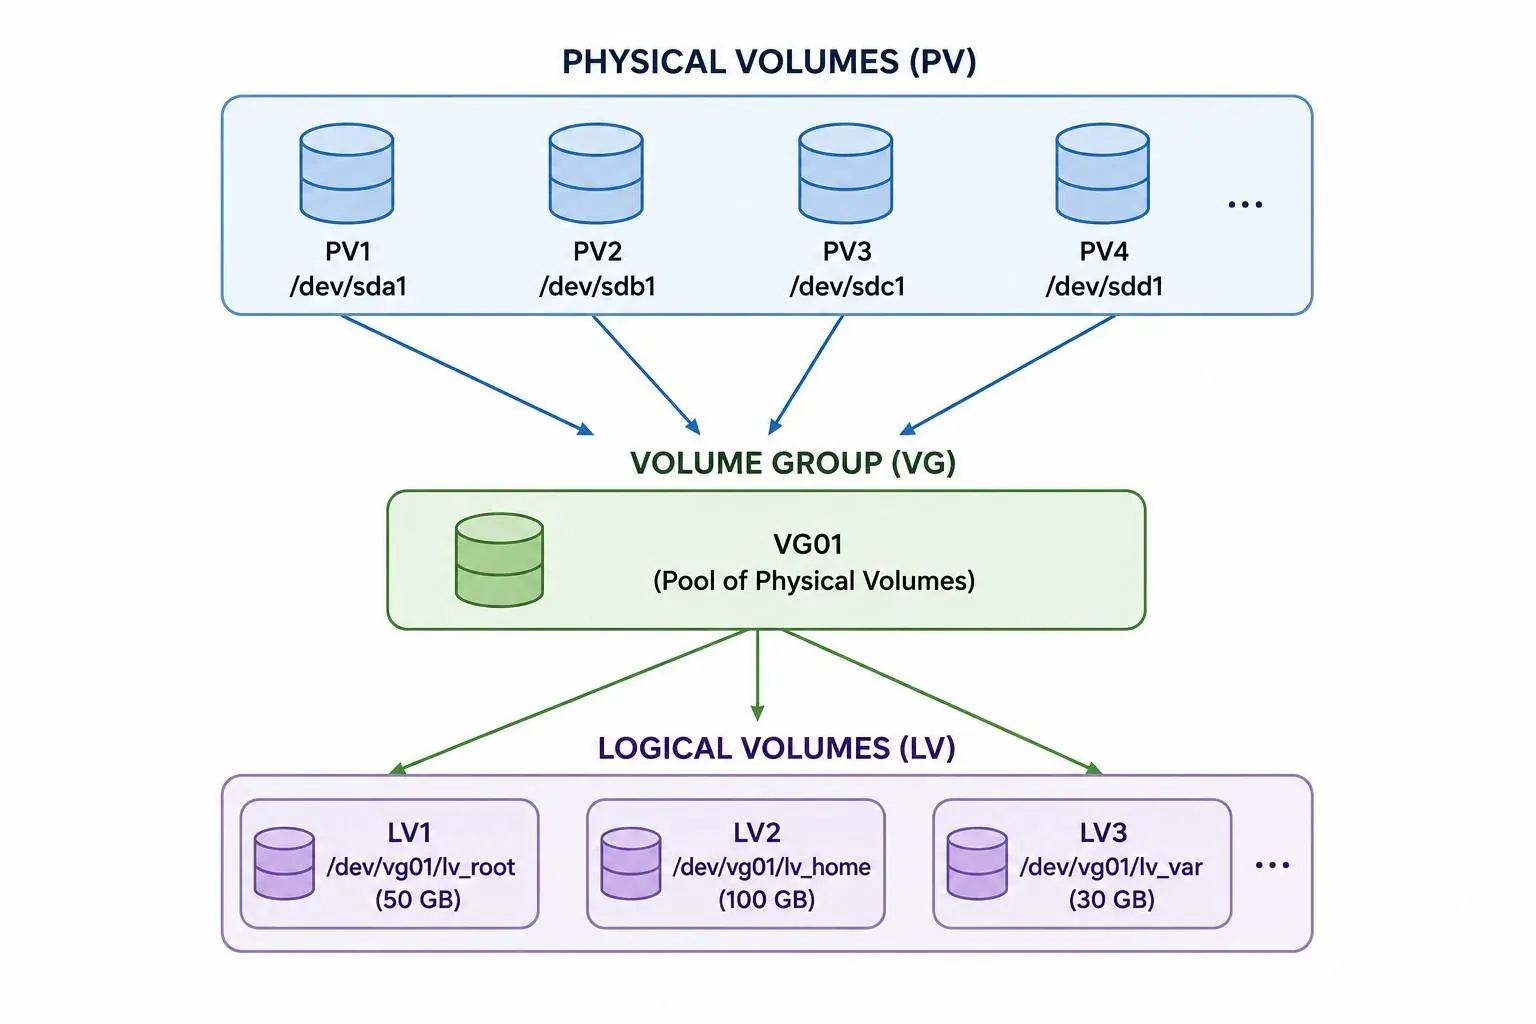 PHYSICAL VOLUMES (PV)
PV1
/dev/sda1
PV2
/dev/sdb1
PV3
/dev/sdc1
PV4
/dev/sdd1
...
VOLUME GROUP (VG)
VG01
(Pool of Physical Volumes)
LOGICAL VOLUMES (LV)
LV1
/dev/vg01/lv_root
(50 GB)
LV2
/dev/vg01/lv_home
(100 GB)
LV3
/dev/vg01/lv_var
(30 GB)
...